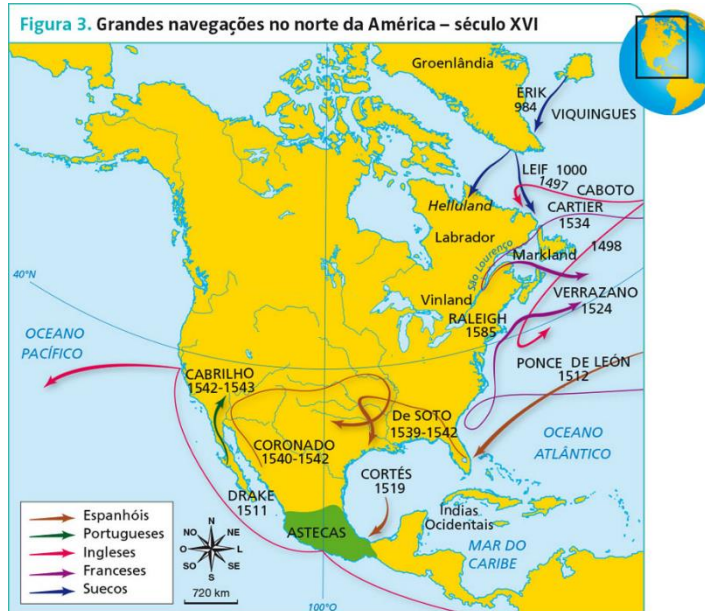 Figura 3. Grandes navegações no norte da América – século XVI
Groenlândia
ERIK
984
VIQUINGUES
LEIF 1000
1497
CABOTO
Helluland
CARTIER
1534
Labrador
1498
São Lourenço
Markland
40°N
Vinland
VERRAZANO
1524
RALEIGH
1585
OCEANO
PACÍFICO
PONCE DE LEÓN
1512
CABRILHO
1542-1543
De SOTO
1539-1542
CORONADO
1540-1542
OCEANO
ATLÂNTICO
CORTÉS
1519
DRAKE
1511
Índias
Ocidentais
ASTECAS
MAR DO
CARIBE
Espanhóis
Portugueses
Ingleses
Franceses
Suecos
N
NO
NE
O
L
SO
SE
S
720 km
100°O